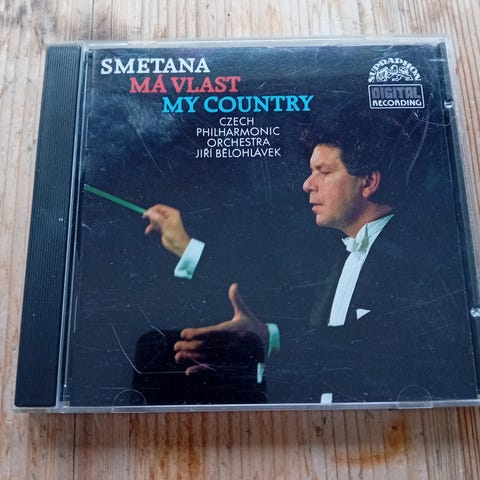 SMETANA
MÁ VLAST
MY COUNTRY
CZECH
PHILHARMONIC
ORCHESTRA
JIŘÍ BĚLOHLÁVEK
SUPRAPHON
DIGITAL
RECORDING